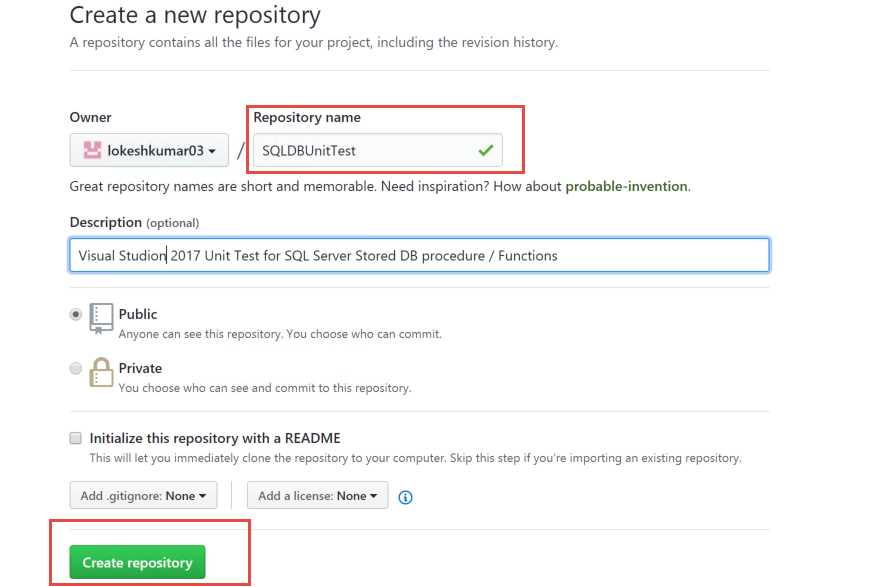 Create a new repository
A repository contains all the files for your project, including the revision history.
Owner
Repository name
lokeshkumar03 / SQLDBUnitTest
Great repository names are short and memorable. Need inspiration? How about probable-invention.
Description (optional)
Visual Studion 2017 Unit Test for SQL Server Stored DB procedure / Functions
Public
Anyone can see this repository. You choose who can commit.
Private
You choose who can see and commit to this repository.
Initialize this repository with a README
This will let you immediately clone the repository to your computer. Skip this step if you’re importing an existing repository.
Add .gitignore: None Add a license: None
Create repository